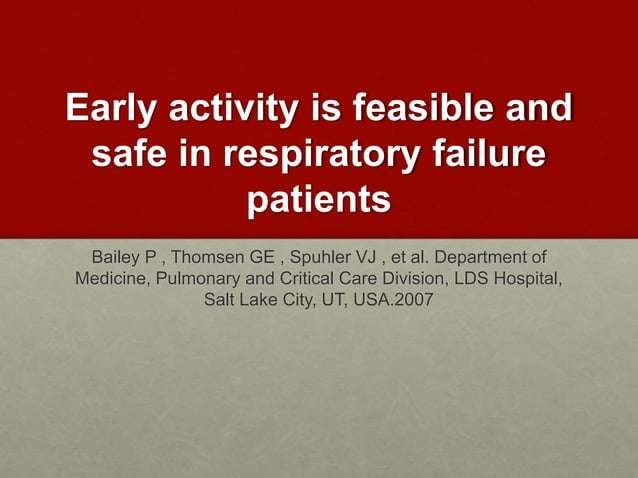 Early activity is feasible and
safe in respiratory failure
patients
Bailey P , Thomsen GE , Spuhler VJ , et al. Department of
Medicine, Pulmonary and Critical Care Division, LDS Hospital,
Salt Lake City, UT, USA.2007